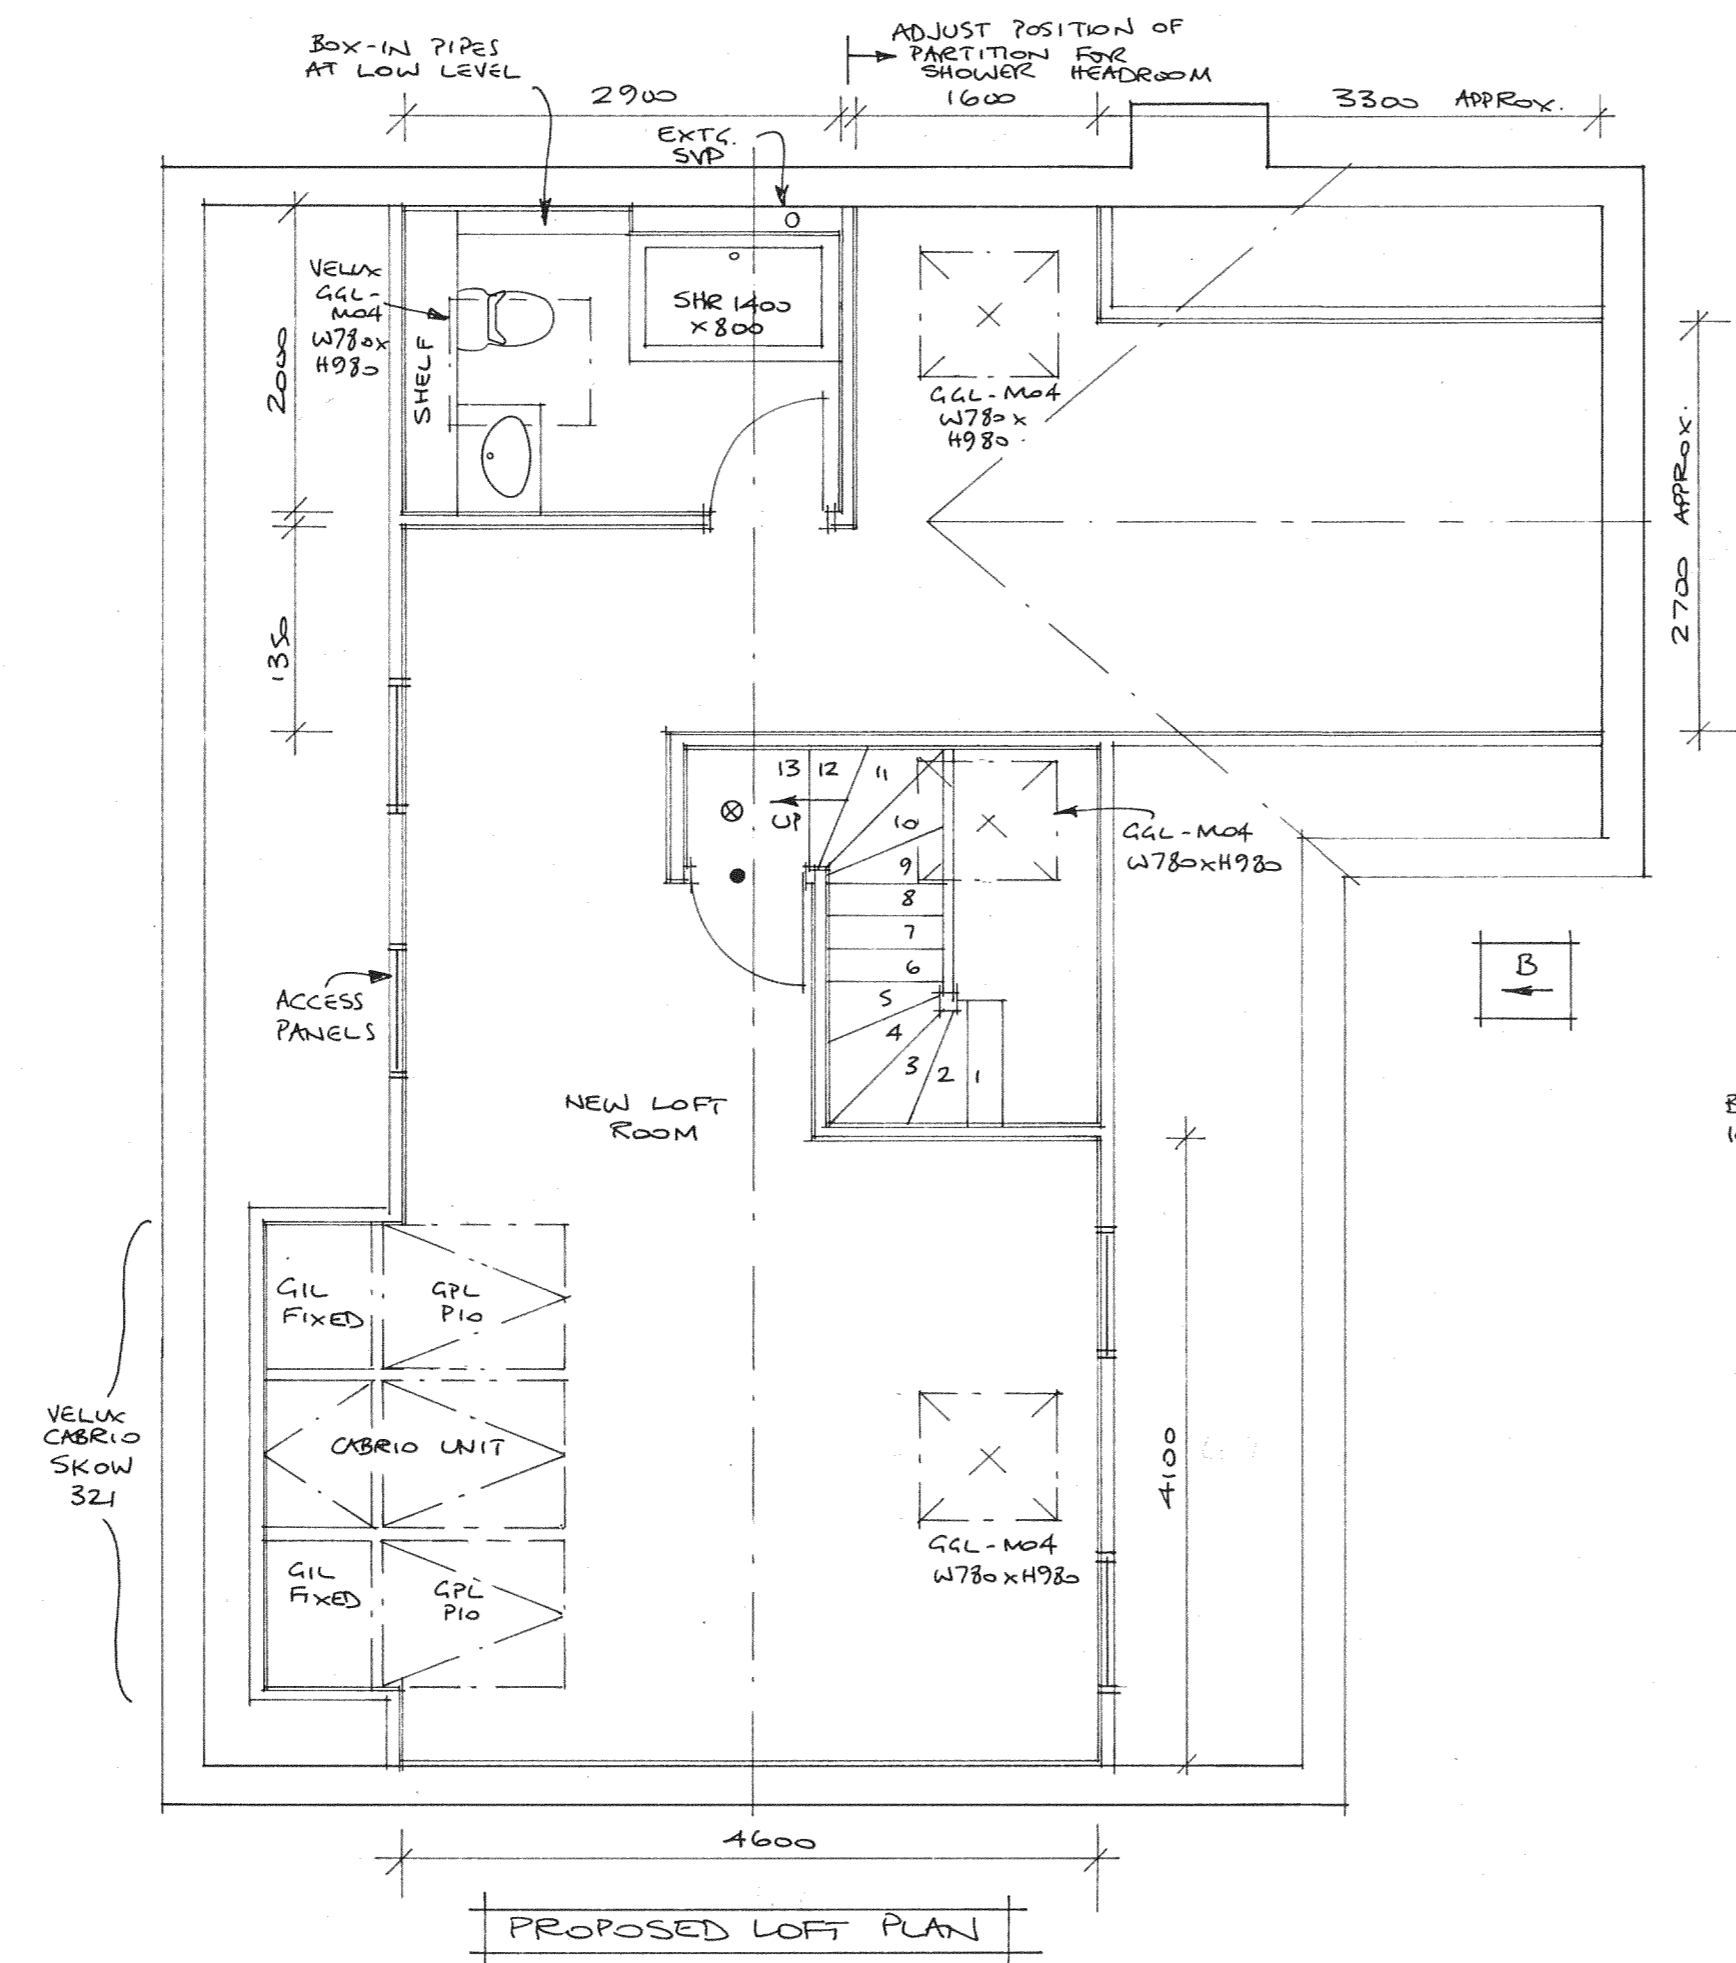 BOX-IN PIPES
AT LOW LEVEL
ADJUST POSITION OF
PARTITION FOR
SHOWER HEADROOM
2900
1600
3300 APPROX.
EXTG.
SVP
VELUX
GGL-
M04
W780x
H980
SHELF
SHR 1400
x 800
GGL-M04
W780x
H980.
2000
1350
2700 APPROX.
13
12
11
10
9
8
7
6
5
4
3
2
1
UP
GGL-M04
W780xH980
B
ACCESS
PANELS
NEW LOFT
ROOM
GIL
FIXED
GPL
P10
VELUX
CABRIO
SKOW
321
CABRIO UNIT
GIL
FIXED
GPL
P10
GGL-M04
W780xH980
4100
4600
PROPOSED LOFT PLAN